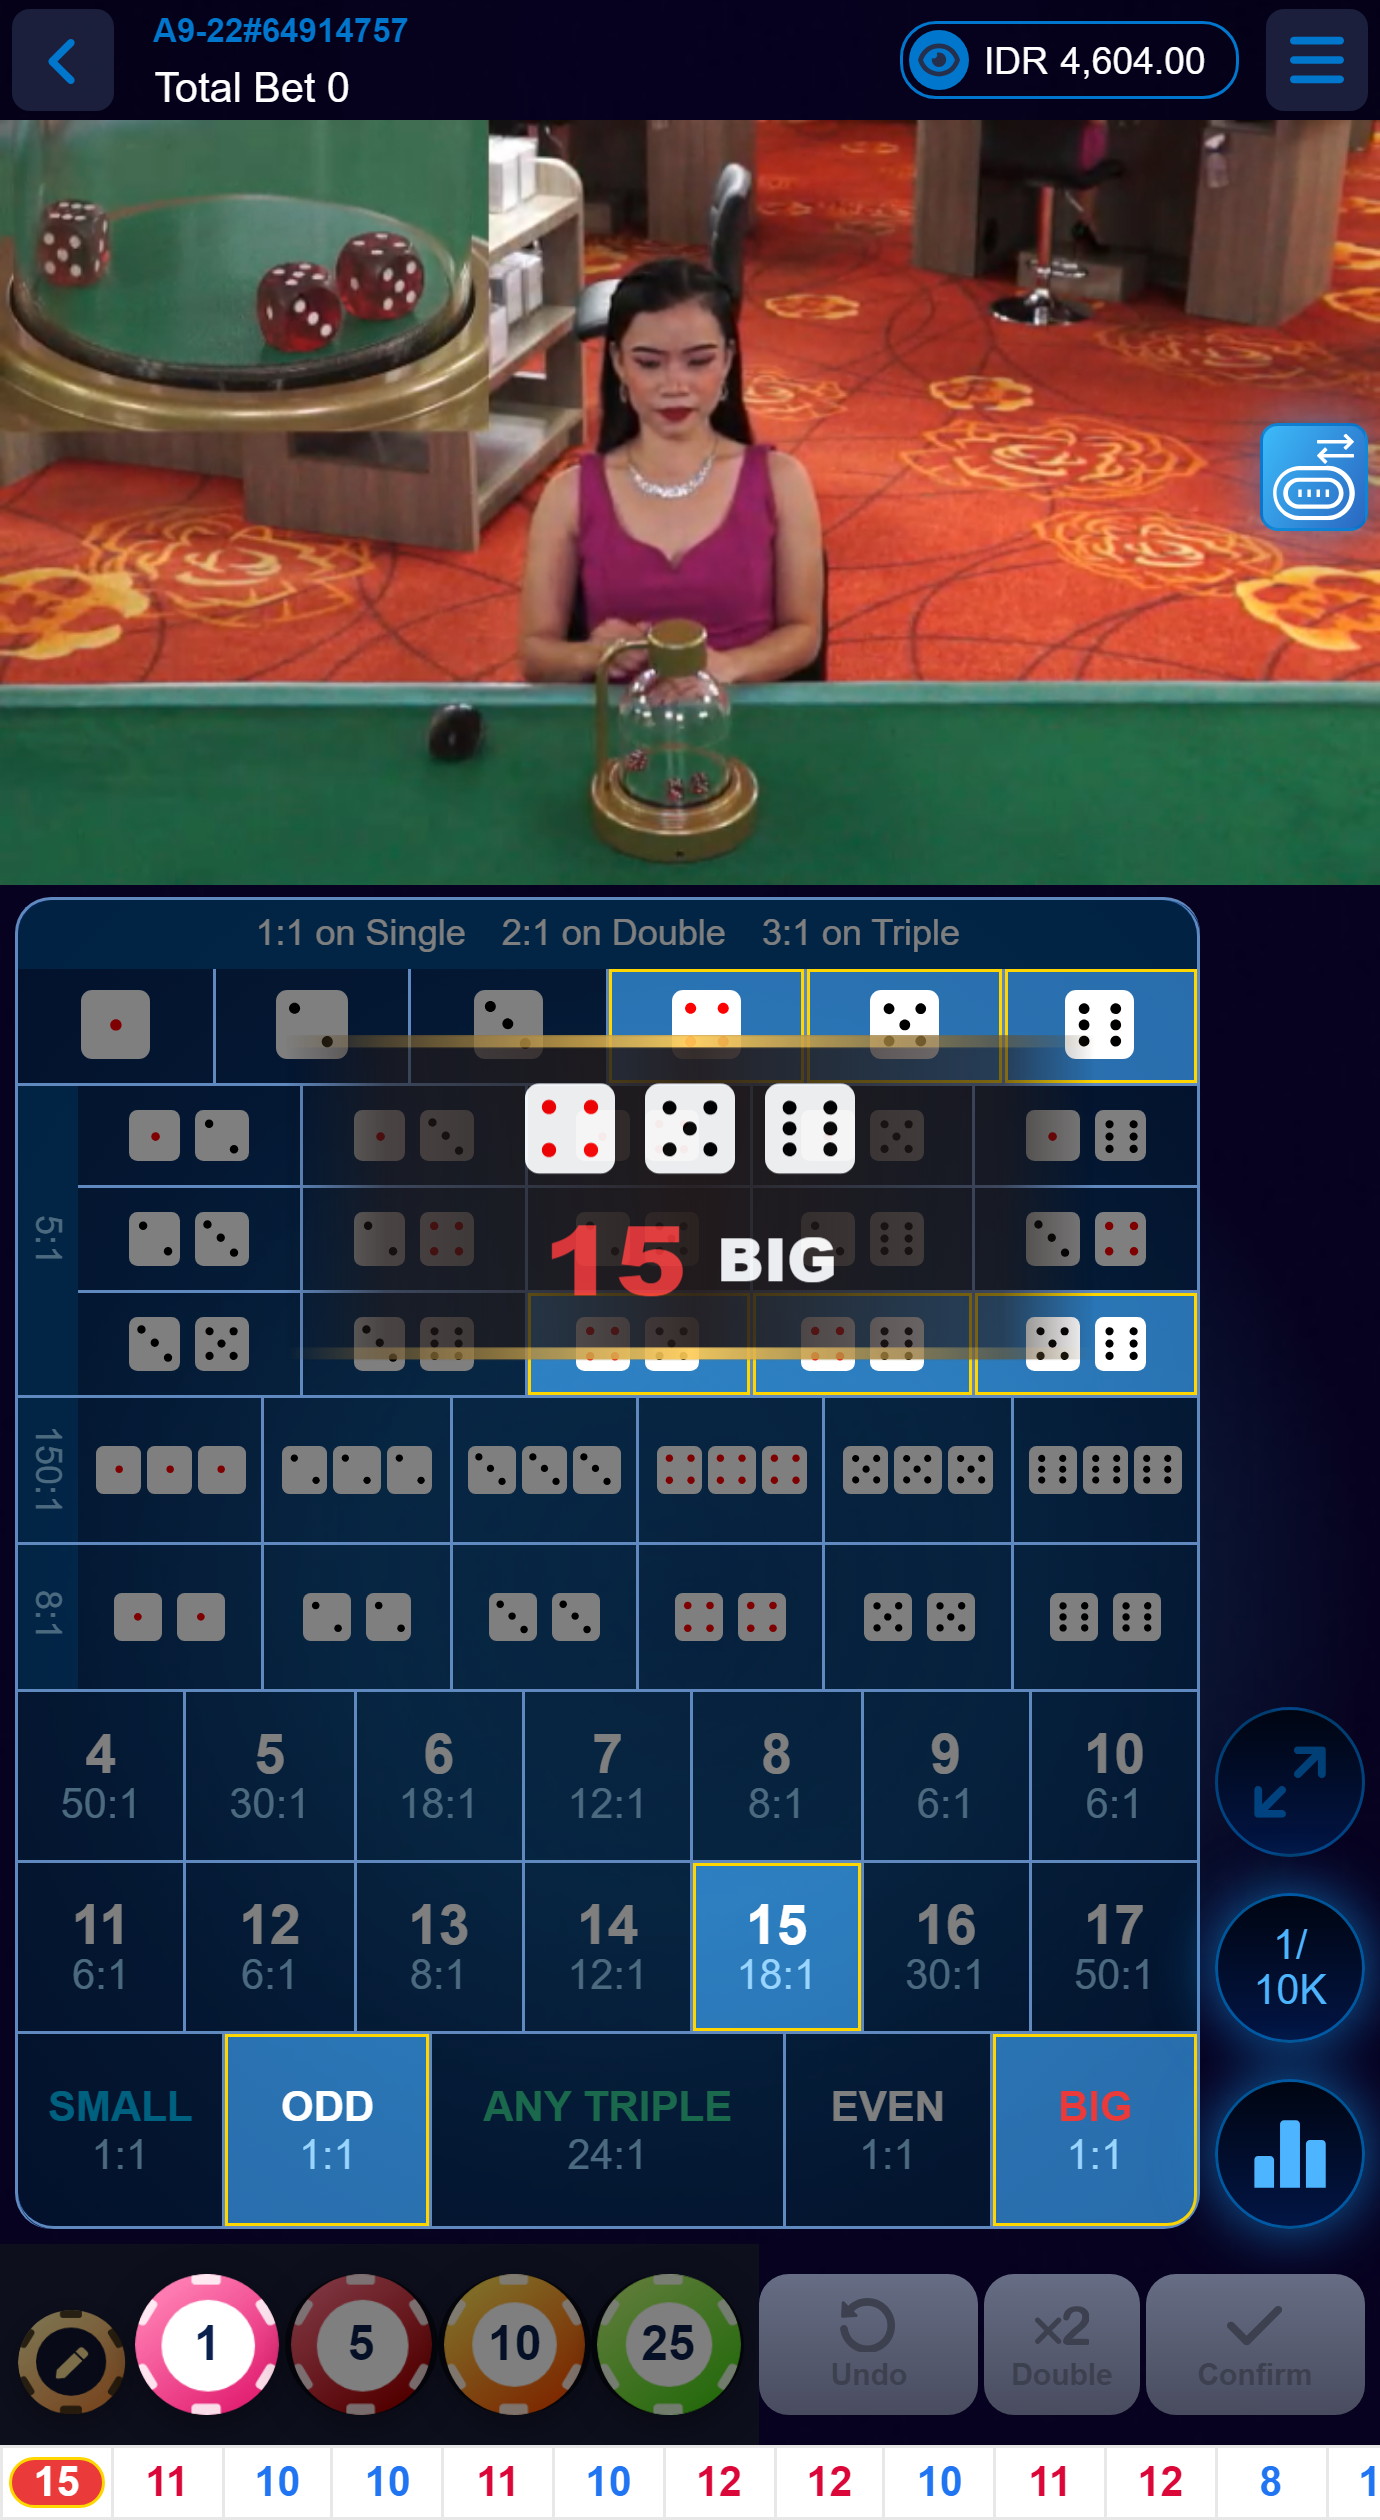 A9-22#64914757
Total Bet 0
IDR 4,604.00
1:1 on Single 2:1 on Double 3:1 on Triple
15 BIG
5:1
150:1
8:1
4 5 6 7 8 9 10
50:1 30:1 18:1 12:1 8:1 6:1 6:1
11 12 13 14 15 16 17
6:1 6:1 8:1 12:1 18:1 30:1 50:1
1/
10K
SMALL ODD ANY TRIPLE EVEN BIG
1:1 1:1 24:1 1:1 1:1
1 5 10 25
x2
Undo Double Confirm
15 11 10 10 11 10 12 12 10 11 12 8 1